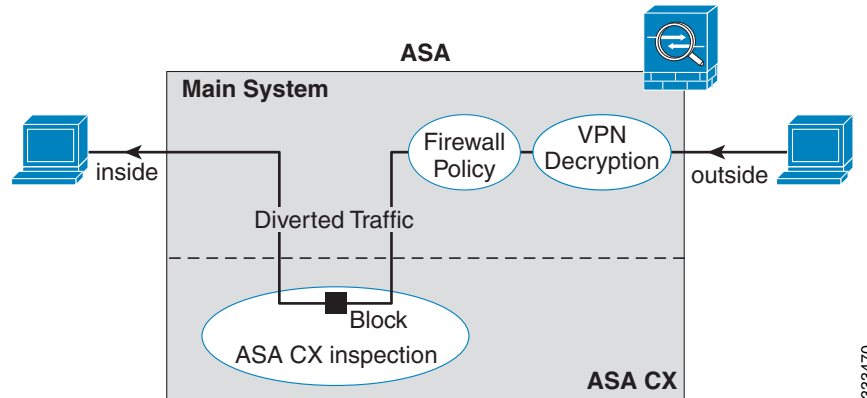 ASA
Main System
Firewall
Policy
VPN
Decryption
inside
outside
Diverted Traffic
Block
ASA CX inspection
ASA CX